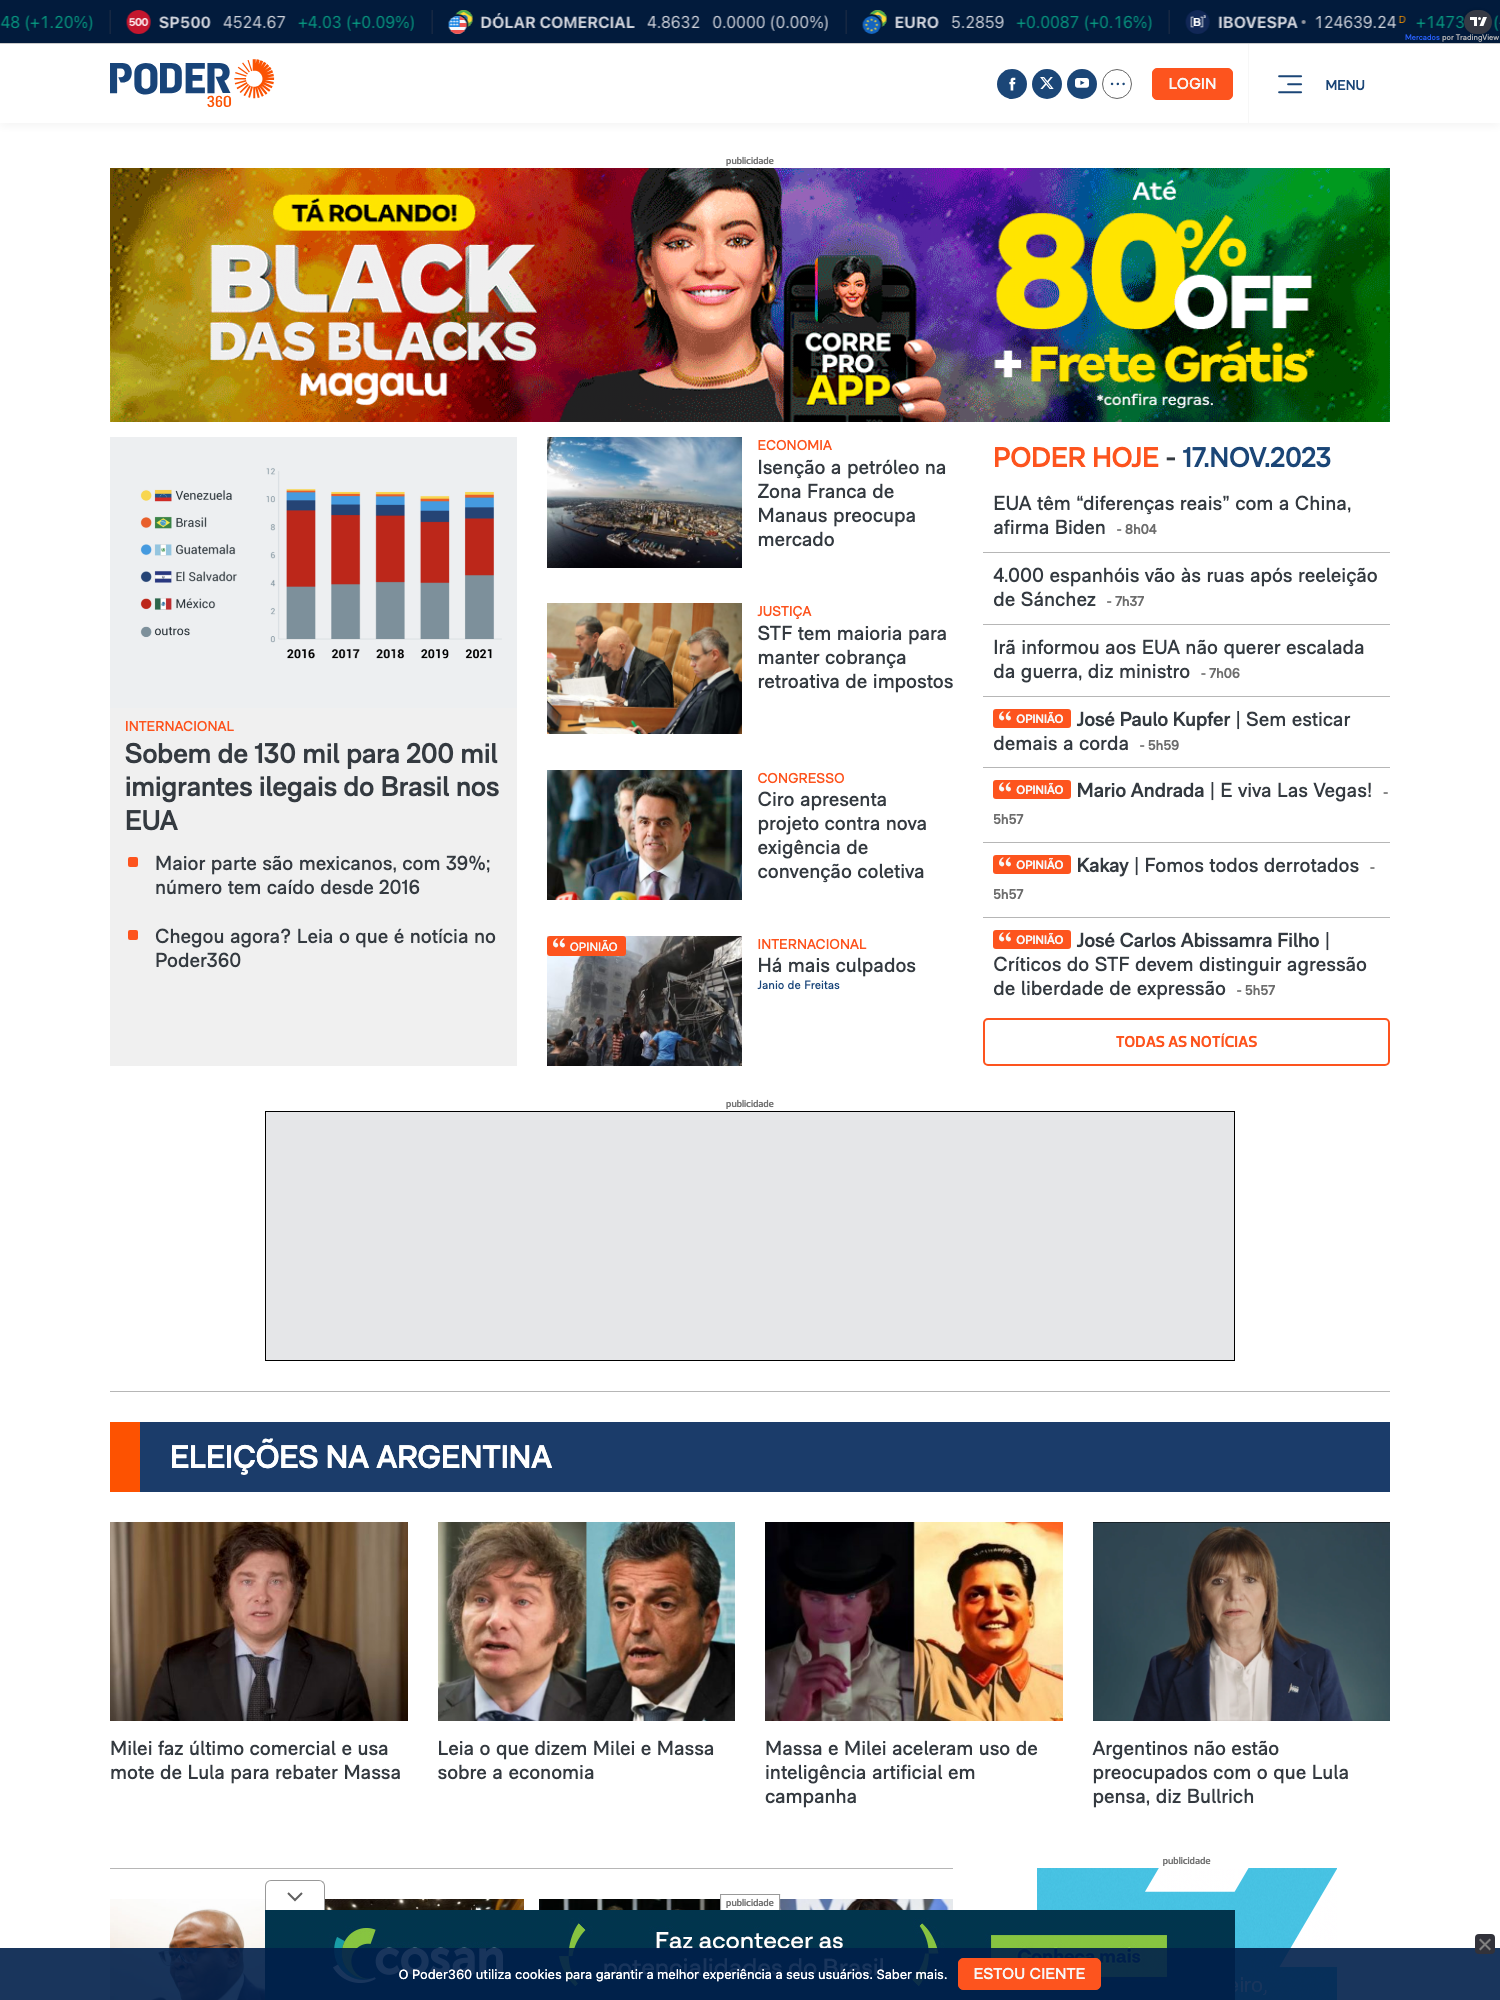 48 (+1.20%)
500 SP500 4524.67 +4.03 (+0.09%)
DÓLAR COMERCIAL 4.8632 0.0000 (0.00%)
EURO 5.2859 +0.0087 (+0.16%)
IBOVESPA 124639.24 D +1473
Mercados por TradingView
PODER
360
LOGIN
MENU
publicidade
TÁ ROLANDO!
BLACK
DAS BLACKS
Magalu
CORRE
PRO
APP
Até
80%
OFF
+ Frete Grátis*
*confira regras.
Venezuela
Brasil
Guatemala
El Salvador
México
outros
12
10
8
6
4
2
0
2016 2017 2018 2019 2021
INTERNACIONAL
Sobem de 130 mil para 200 mil
imigrantes ilegais do Brasil nos
EUA
Maior parte são mexicanos, com 39%;
número tem caído desde 2016
Chegou agora? Leia o que é notícia no
Poder360
ECONOMIA
Isenção a petróleo na
Zona Franca de
Manaus preocupa
mercado
JUSTIÇA
STF tem maioria para
manter cobrança
retroativa de impostos
CONGRESSO
Ciro apresenta
projeto contra nova
exigência de
convenção coletiva
“ OPINIÃO
INTERNACIONAL
Há mais culpados
Janio de Freitas
PODER HOJE - 17.NOV.2023
EUA têm “diferenças reais” com a China,
afirma Biden - 8h04
4.000 espanhóis vão às ruas após reeleição
de Sánchez - 7h37
Irã informou aos EUA não querer escalada
da guerra, diz ministro - 7h06
“ OPINIÃO José Paulo Kupfer | Sem esticar
demais a corda - 5h59
“ OPINIÃO Mario Andrada | E viva Las Vegas! -
5h57
“ OPINIÃO Kakay | Fomos todos derrotados -
5h57
“ OPINIÃO José Carlos Abissamra Filho |
Críticos do STF devem distinguir agressão
de liberdade de expressão - 5h57
TODAS AS NOTÍCIAS
publicidade
ELEIÇÕES NA ARGENTINA
Milei faz último comercial e usa
mote de Lula para rebater Massa
Leia o que dizem Milei e Massa
sobre a economia
Massa e Milei aceleram uso de
inteligência artificial em
campanha
Argentinos não estão
preocupados com o que Lula
pensa, diz Bullrich
publicidade
publicidade
cosan
Faz acontecer as
potencialidades do Brasil
Conheça mais
O Poder360 utiliza cookies para garantir a melhor experiência a seus usuários. Saber mais.
ESTOU CIENTE